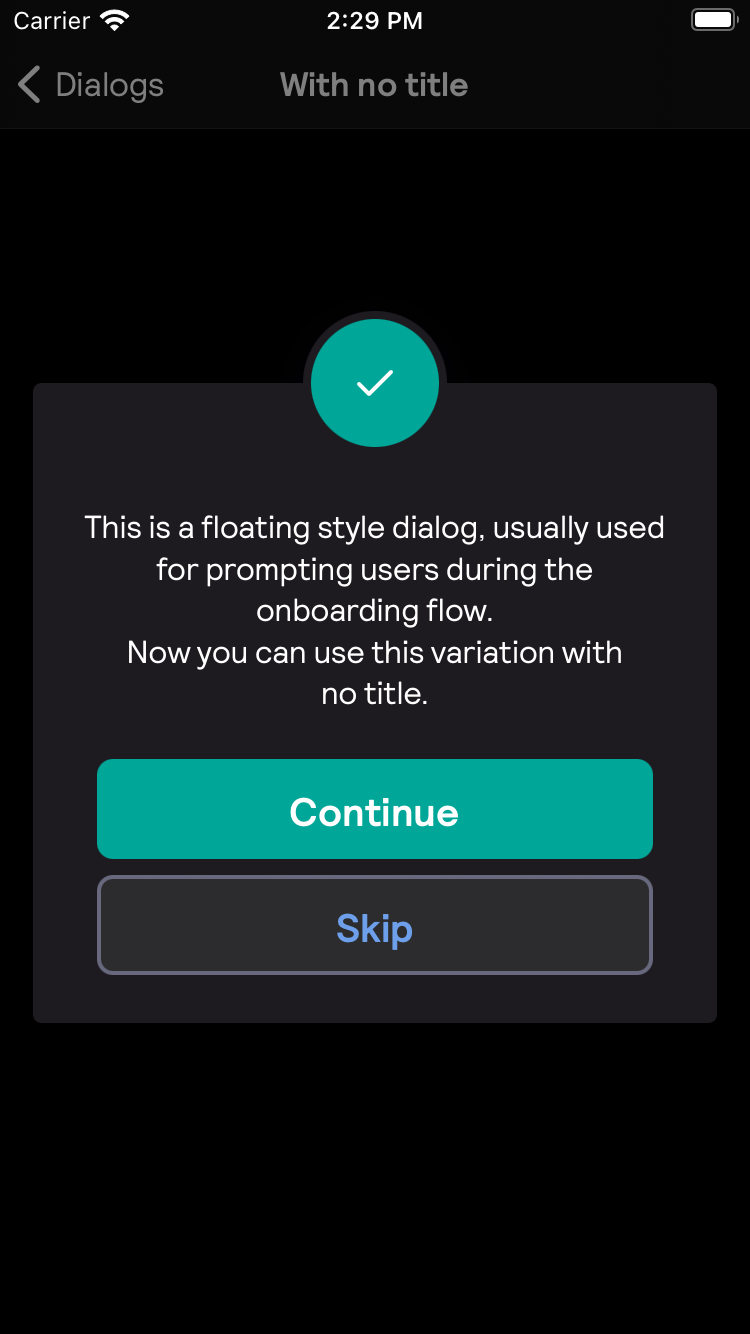 Carrier 2:29 PM
Dialogs With no title
This is a floating style dialog, usually used
for prompting users during the
onboarding flow.
Now you can use this variation with
no title.
Continue
Skip